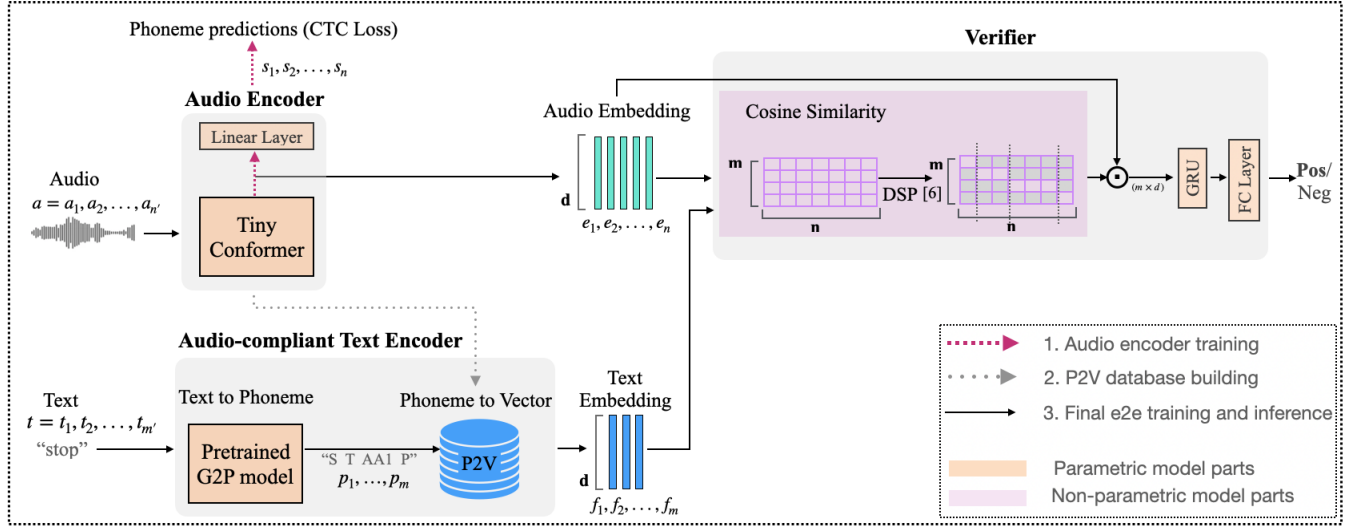 Phoneme predictions (CTC Loss)
s₁, s₂, . . . , sₙ
Audio Encoder
Linear Layer
Tiny
Conformer
Audio
a = a₁, a₂, . . . , aₙ′
Audio Embedding
d
e₁, e₂, . . . , eₙ
Verifier
Cosine Similarity
m
n
DSP [6]
m
n
(m × d)
GRU
FC Layer
Pos/
Neg
Audio-compliant Text Encoder
Text
t = t₁, t₂, . . . , tₘ′
“stop”
Text to Phoneme
Pretrained
G2P model
“S T AA1 P”
p₁, …, pₘ
Phoneme to Vector
P2V
Text
Embedding
d
f₁, f₂, . . . , fₘ
1. Audio encoder training
2. P2V database building
3. Final e2e training and inference
Parametric model parts
Non-parametric model parts